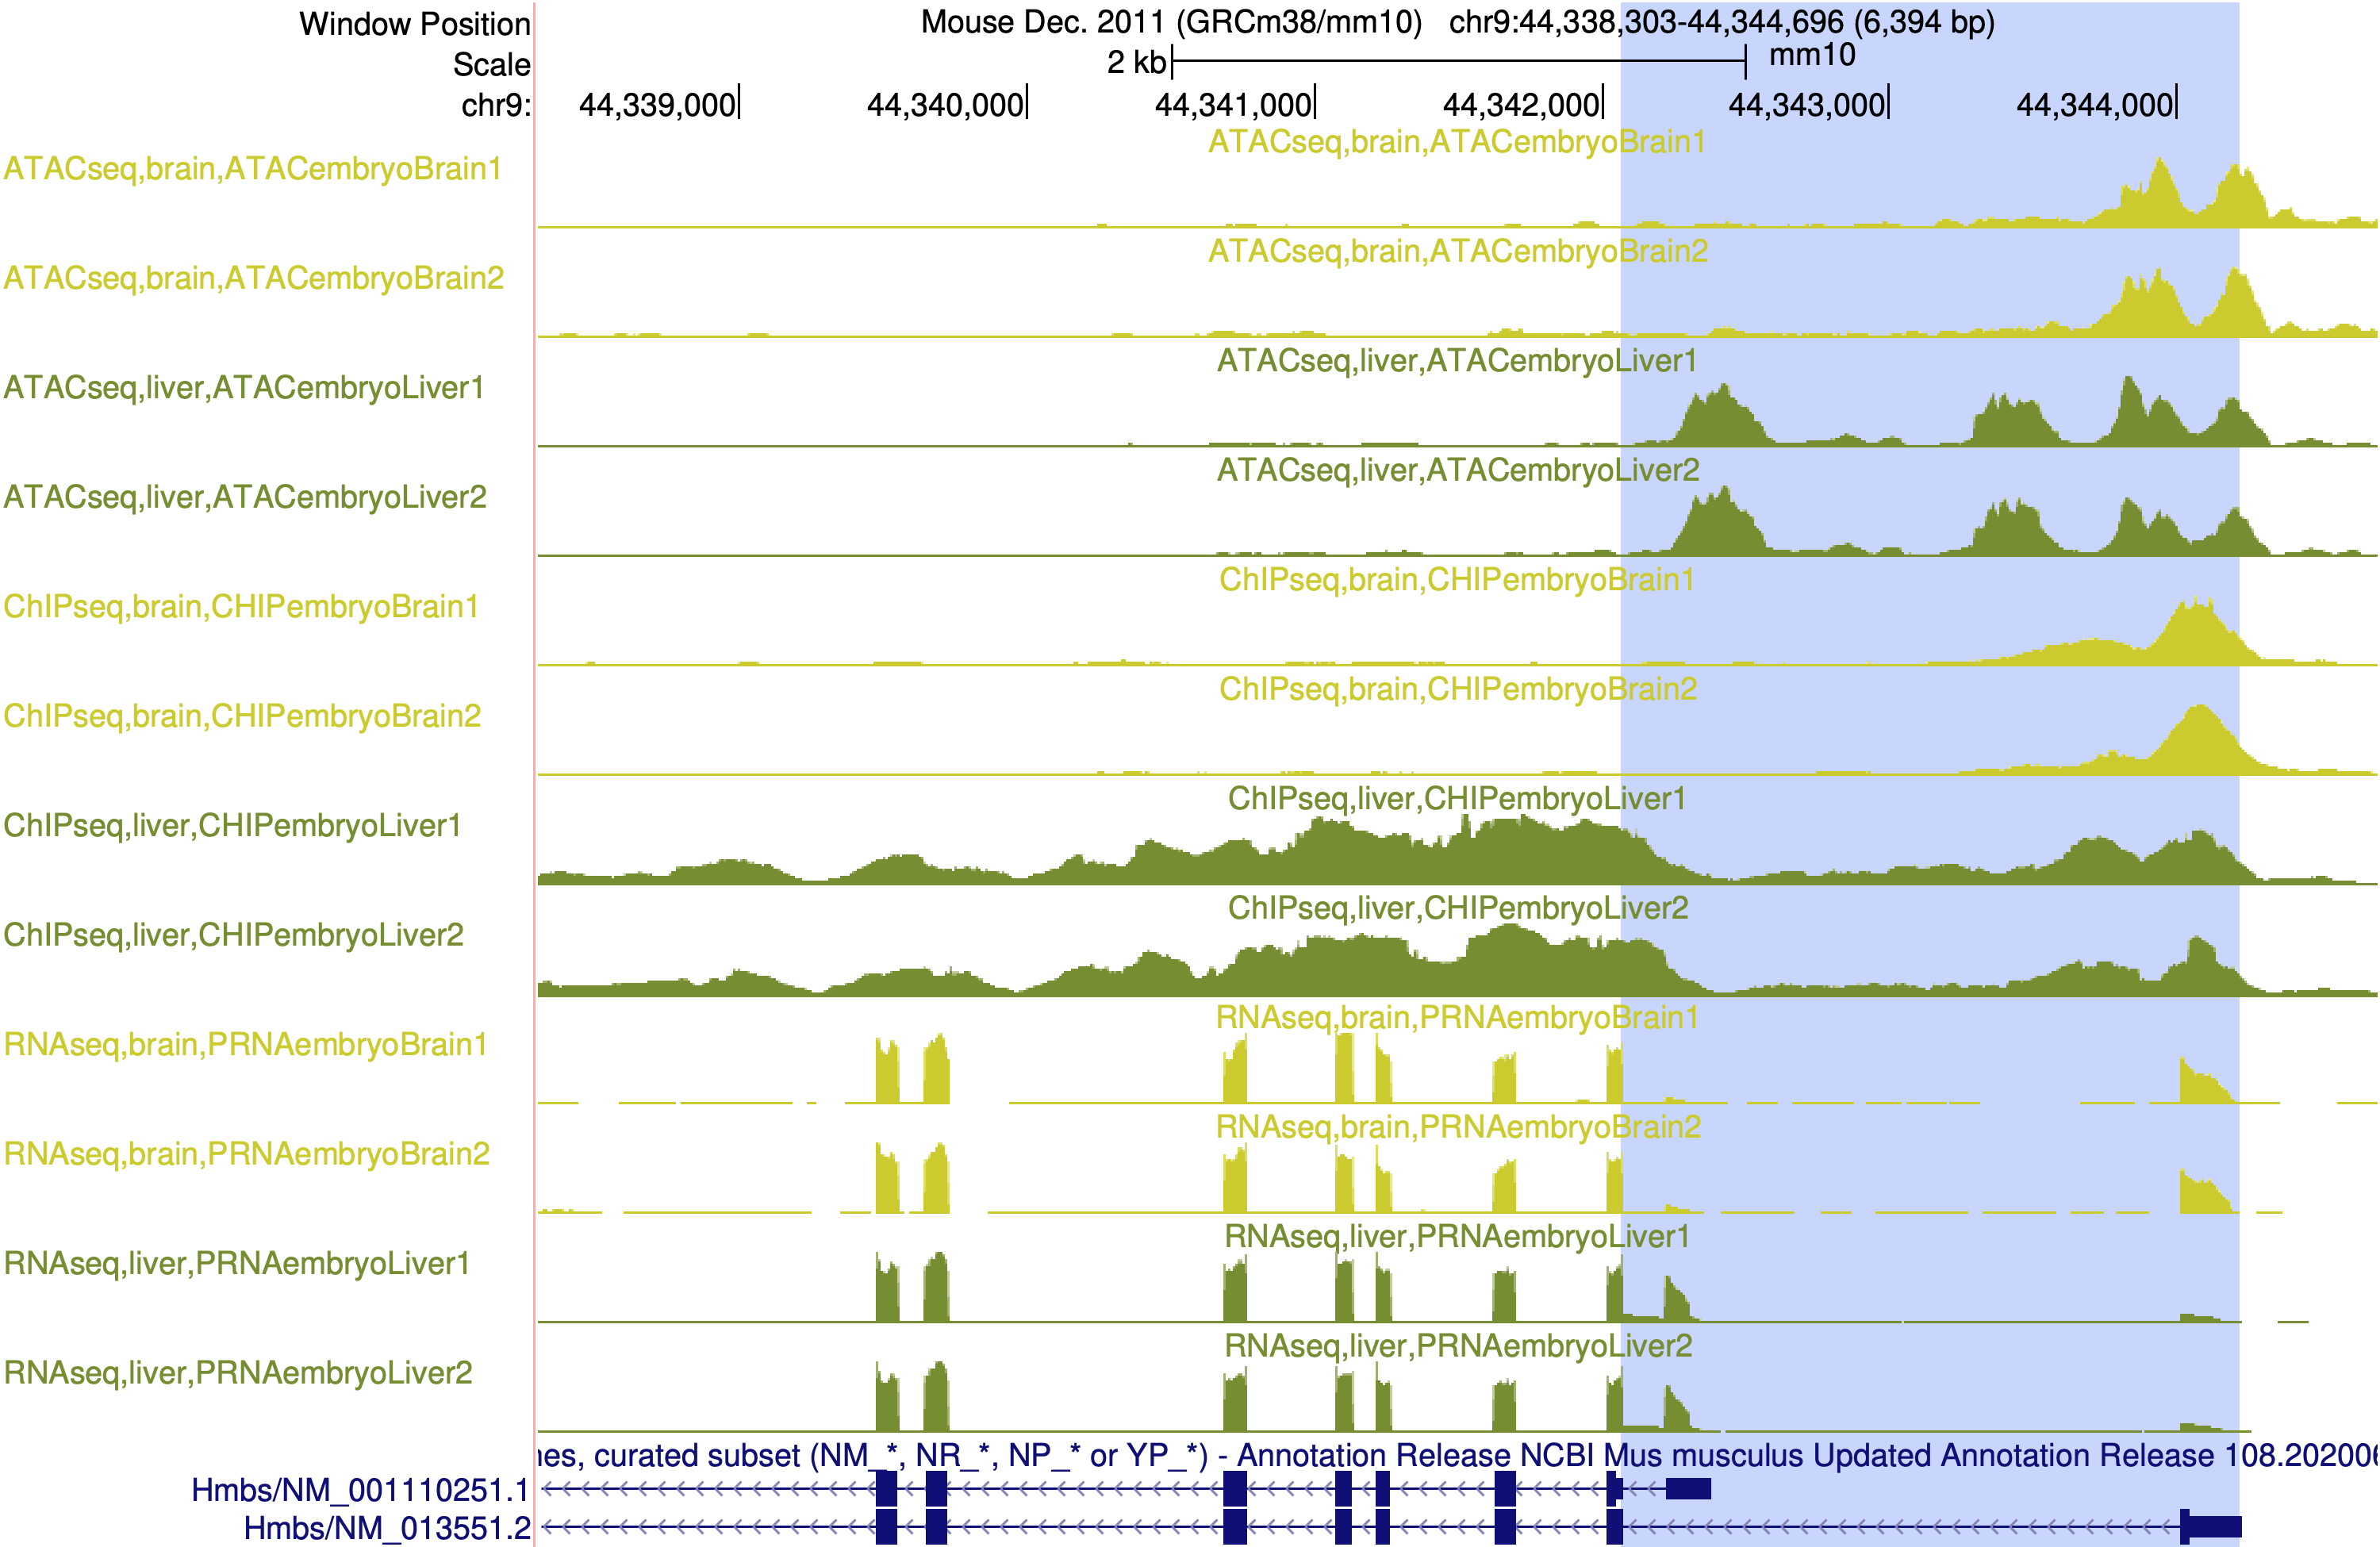 Window Position Mouse Dec. 2011 (GRCm38/mm10) chr9:44,338,303-44,344,696 (6,394 bp)
Scale 2 kb mm10
chr9: 44,339,000 44,340,000 44,341,000 44,342,000 44,343,000 44,344,000
ATACseq,brain,ATACembryoBrain1
ATACseq,brain,ATACembryoBrain1
ATACseq,brain,ATACembryoBrain2
ATACseq,brain,ATACembryoBrain2
ATACseq,liver,ATACembryoLiver1
ATACseq,liver,ATACembryoLiver1
ATACseq,liver,ATACembryoLiver2
ATACseq,liver,ATACembryoLiver2
ChIPseq,brain,CHIPembryoBrain1
ChIPseq,brain,CHIPembryoBrain1
ChIPseq,brain,CHIPembryoBrain2
ChIPseq,brain,CHIPembryoBrain2
ChIPseq,liver,CHIPembryoLiver1
ChIPseq,liver,CHIPembryoLiver1
ChIPseq,liver,CHIPembryoLiver2
ChIPseq,liver,CHIPembryoLiver2
RNAseq,brain,PRNAembryoBrain1
RNAseq,brain,PRNAembryoBrain1
RNAseq,brain,PRNAembryoBrain2
RNAseq,brain,PRNAembryoBrain2
RNAseq,liver,PRNAembryoLiver1
RNAseq,liver,PRNAembryoLiver1
RNAseq,liver,PRNAembryoLiver2
RNAseq,liver,PRNAembryoLiver2
nes, curated subset (NM_*, NR_*, NP_* or YP_*) - Annotation Release NCBI Mus musculus Updated Annotation Release 108.202006
Hmbs/NM_001110251.1
Hmbs/NM_013551.2